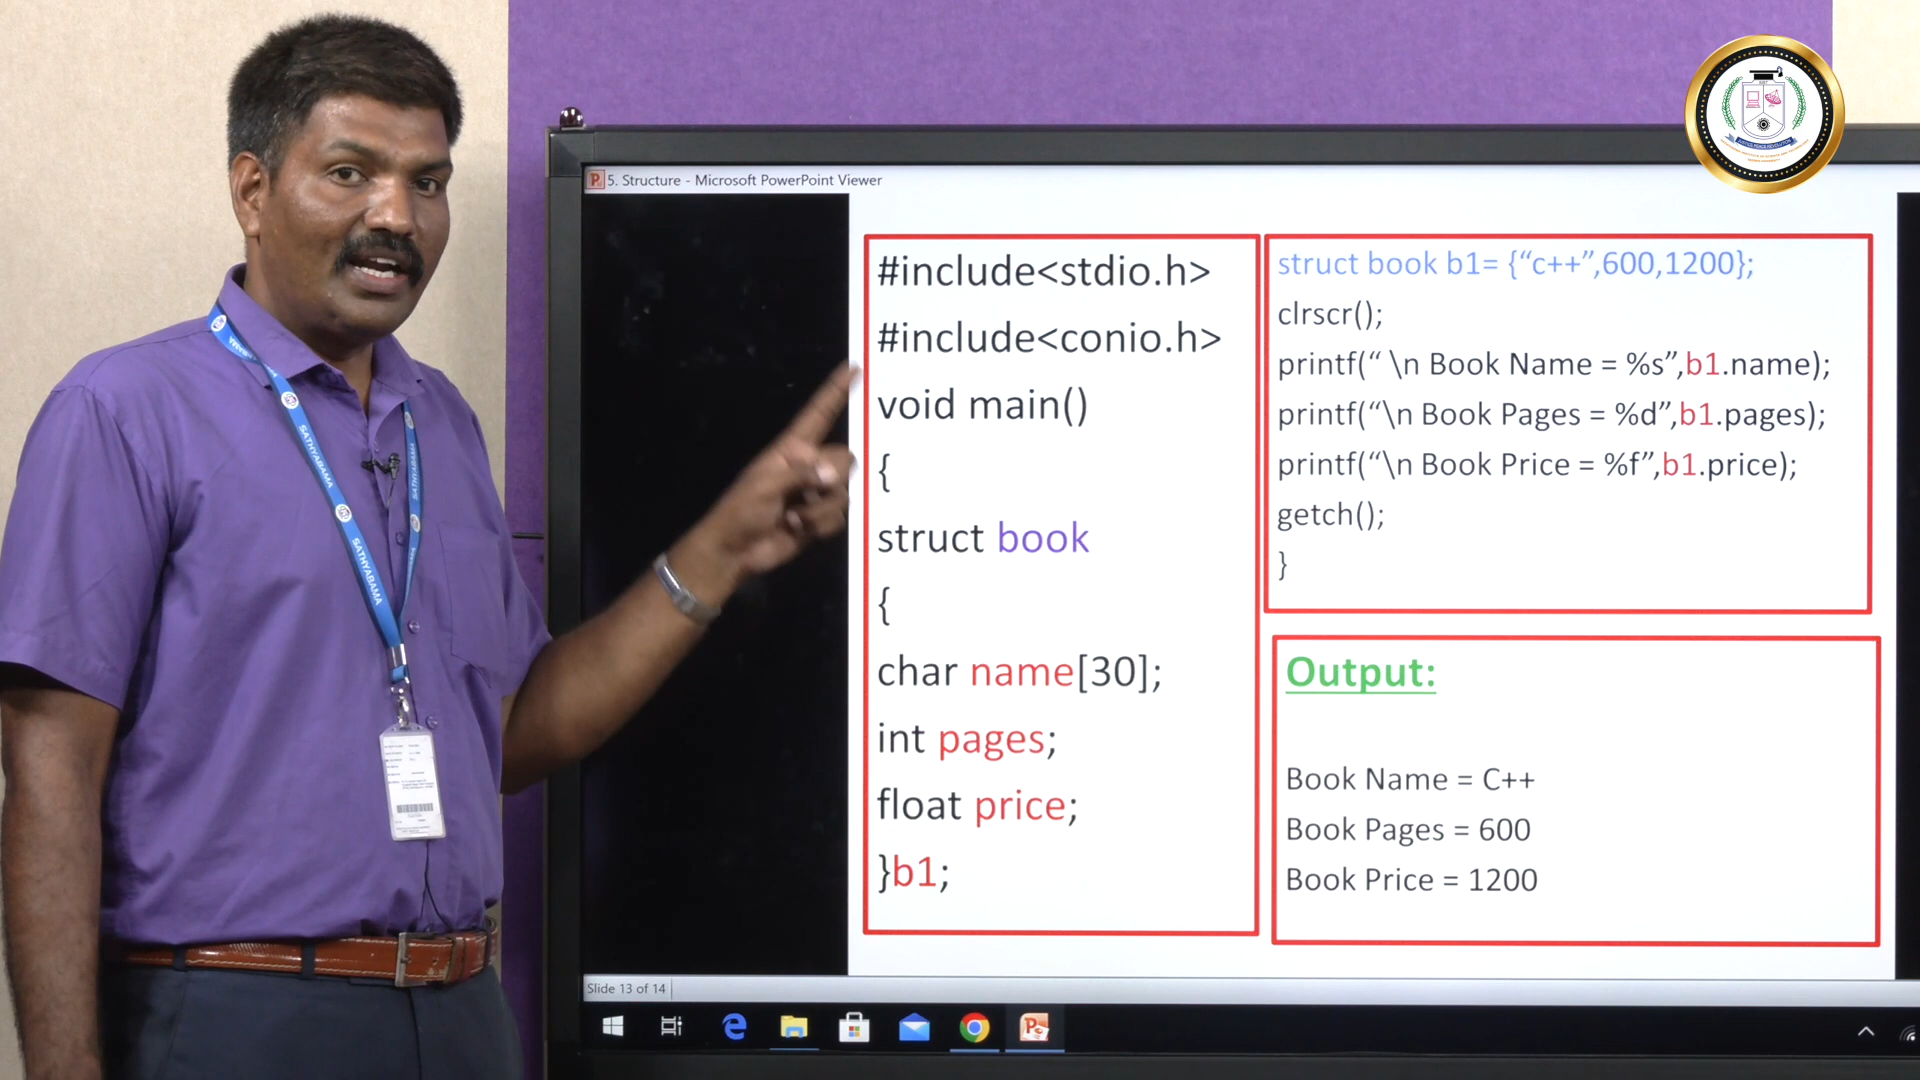 5. Structure - Microsoft PowerPoint Viewer
#include<stdio.h>
#include<conio.h>
void main()
{
struct book
{
char name[30];
int pages;
float price;
}b1;
struct book b1= {“c++”,600,1200};
clrscr();
printf(“ \n Book Name = %s”,b1.name);
printf(“\n Book Pages = %d”,b1.pages);
printf(“\n Book Price = %f”,b1.price);
getch();
}
Output:
Book Name = C++
Book Pages = 600
Book Price = 1200
Slide 13 of 14
SATHYABAMA
SATHYABAMA
SATHYABAMA